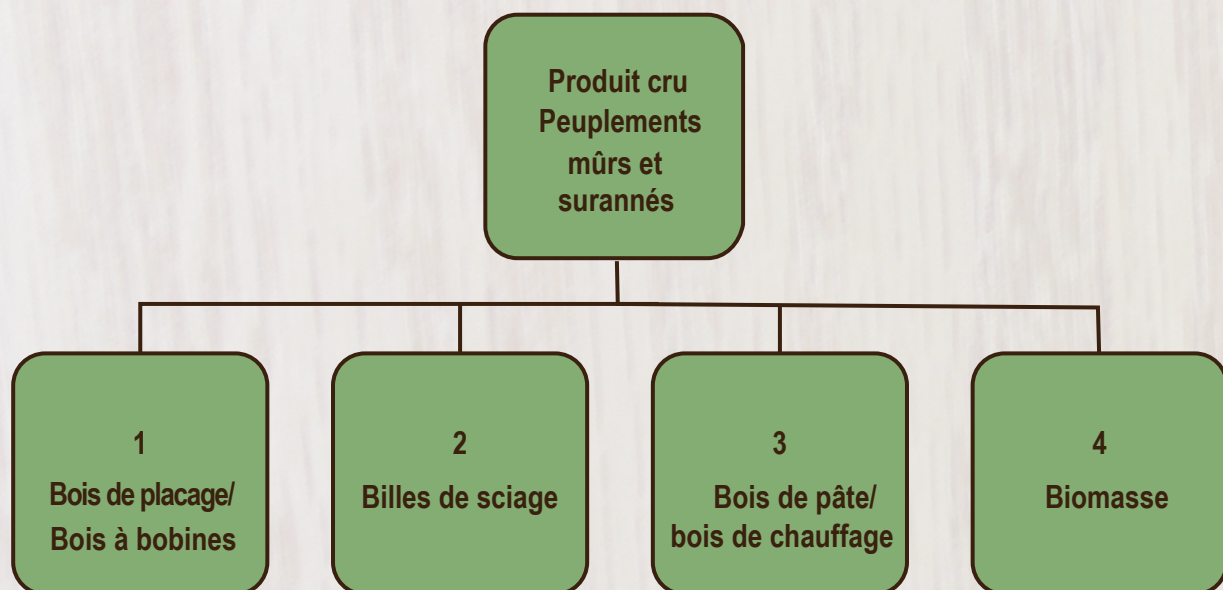 Produit cru
Peuplements
mûrs et
surannés
1
Bois de placage/
Bois à bobines
2
Billes de sciage
3
Bois de pâte/
bois de chauffage
4
Biomasse